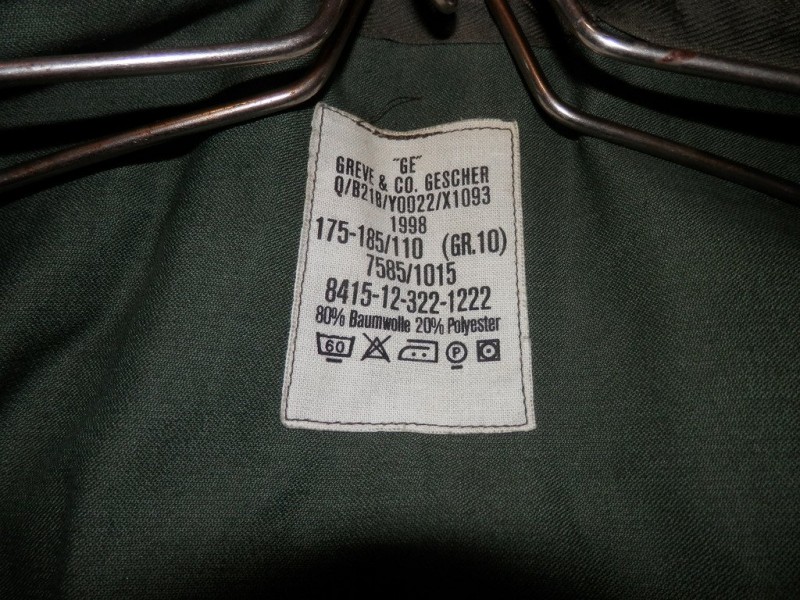 "GE"
GREVE & CO. GESCHER
Q/B21B/Y0022/X1093
1998
175-185/110 (GR.10)
7585/1015
8415-12-322-1222
80% Baumwolle 20% Polyester
60 P